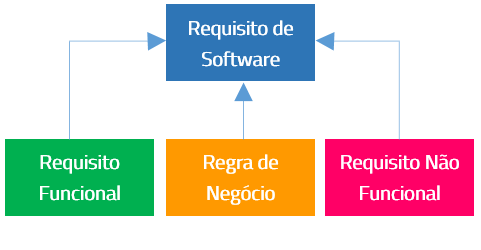 Requisito de
Software
Requisito
Funcional
Regra de
Negócio
Requisito Não
Funcional